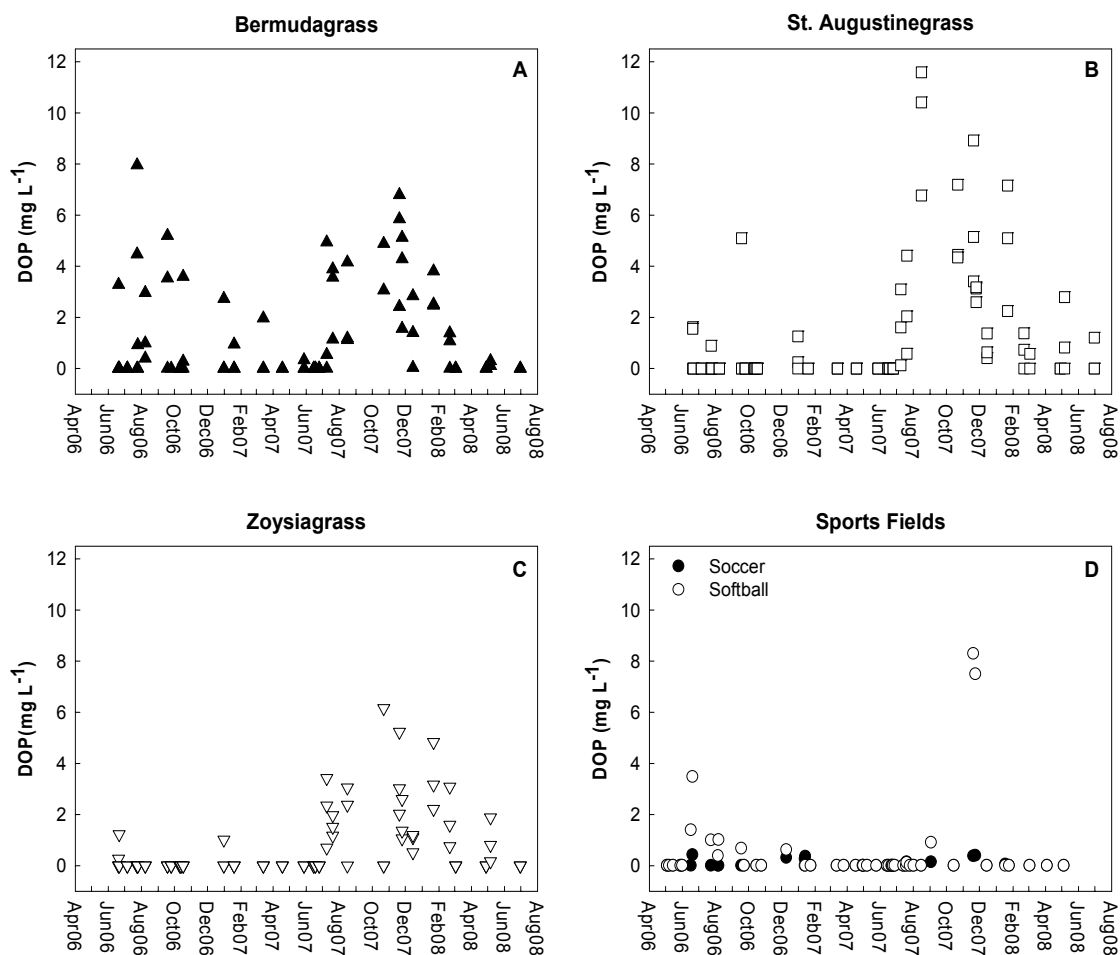 Bermudagrass
A
DOP (mg L-1)
12
10
8
6
4
2
0
Apr06
Jun06
Aug06
Oct06
Dec06
Feb07
Apr07
Jun07
Aug07
Oct07
Dec07
Feb08
Apr08
Jun08
Aug08
St. Augustinegrass
B
DOP (mg L-1)
12
10
8
6
4
2
0
Apr06
Jun06
Aug06
Oct06
Dec06
Feb07
Apr07
Jun07
Aug07
Oct07
Dec07
Feb08
Apr08
Jun08
Aug08
Zoysiagrass
C
DOP(mg L-1)
12
10
8
6
4
2
0
Apr06
Jun06
Aug06
Oct06
Dec06
Feb07
Apr07
Jun07
Aug07
Oct07
Dec07
Feb08
Apr08
Jun08
Aug08
Sports Fields
D
Soccer
Softball
DOP (mg L-1)
12
10
8
6
4
2
0
Apr06
Jun06
Aug06
Oct06
Dec06
Feb07
Apr07
Jun07
Aug07
Oct07
Dec07
Feb08
Apr08
Jun08
Aug08